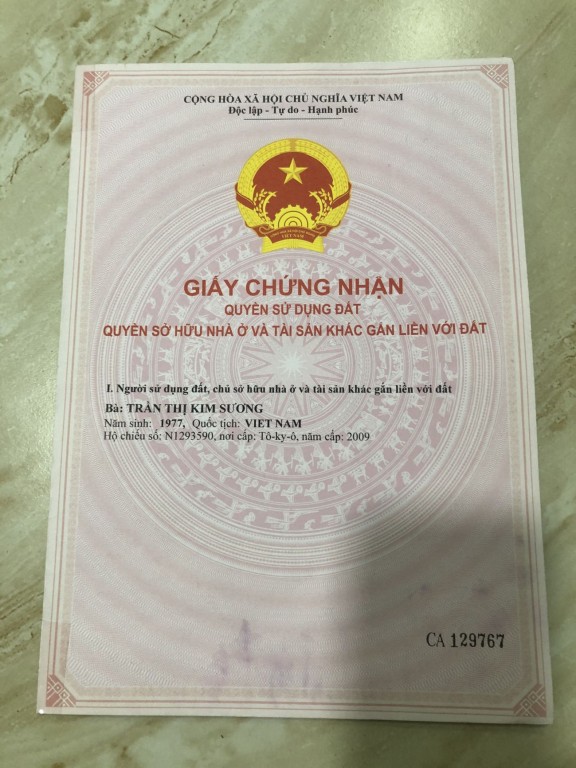 CỘNG HÒA XÃ HỘI CHỦ NGHĨA VIỆT NAM
Độc lập - Tự do - Hạnh phúc
VIỆT NAM
GIẤY CHỨNG NHẬN
QUYỀN SỬ DỤNG ĐẤT
QUYỀN SỞ HỮU NHÀ Ở VÀ TÀI SẢN KHÁC GẮN LIỀN VỚI ĐẤT
I. Người sử dụng đất, chủ sở hữu nhà ở và tài sản khác gắn liền với đất
Bà: TRẦN THỊ KIM SƯƠNG
Năm sinh: 1977, Quốc tịch: VIET NAM
Hộ chiếu số: N1293590, nơi cấp: Tô-ky-ô, năm cấp: 2009
CA 129767